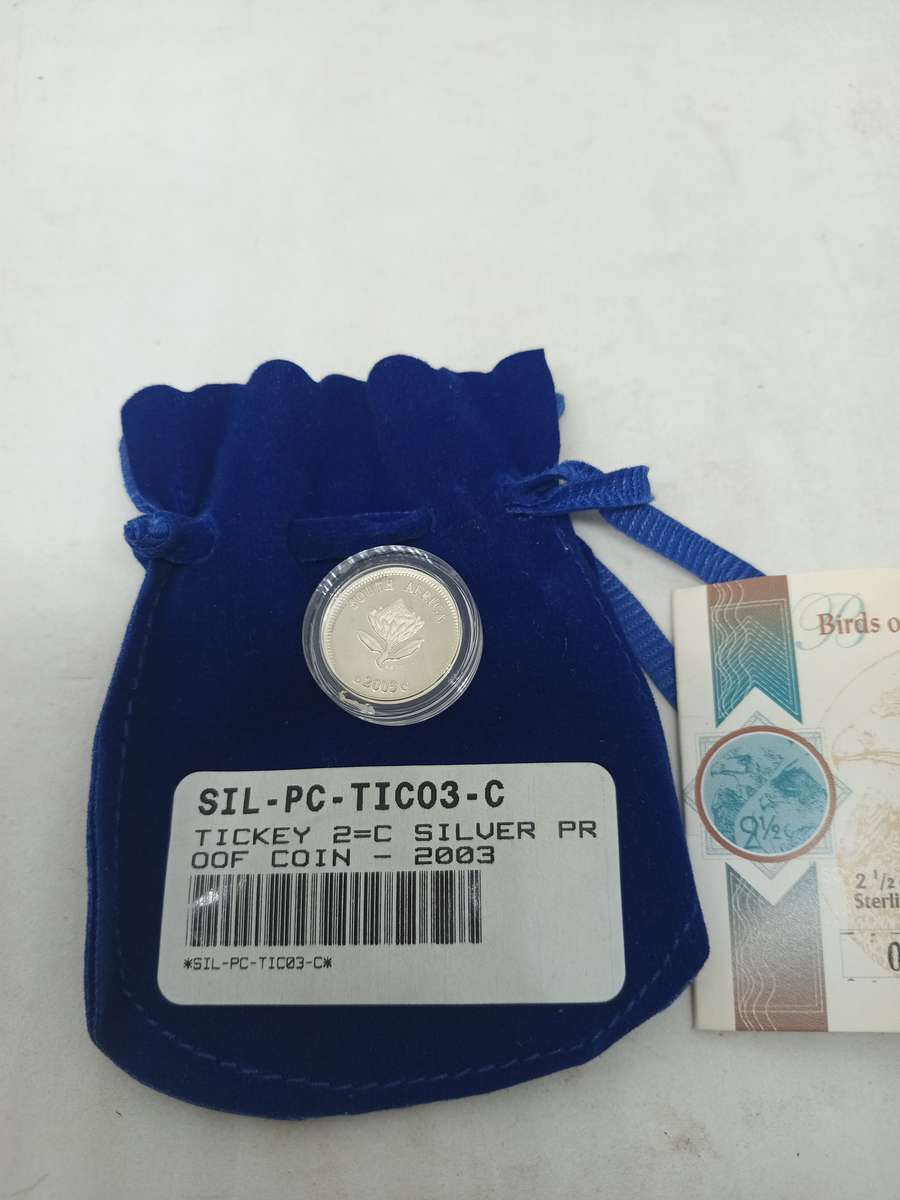 SOUTH AFRICA
2003
SIL-PC-TIC03-C
TICKEY 2=C SILVER PR
OOF COIN - 2003
*SIL-PC-TIC03-C*
Birds o
2½c
2 ½
Sterli
0